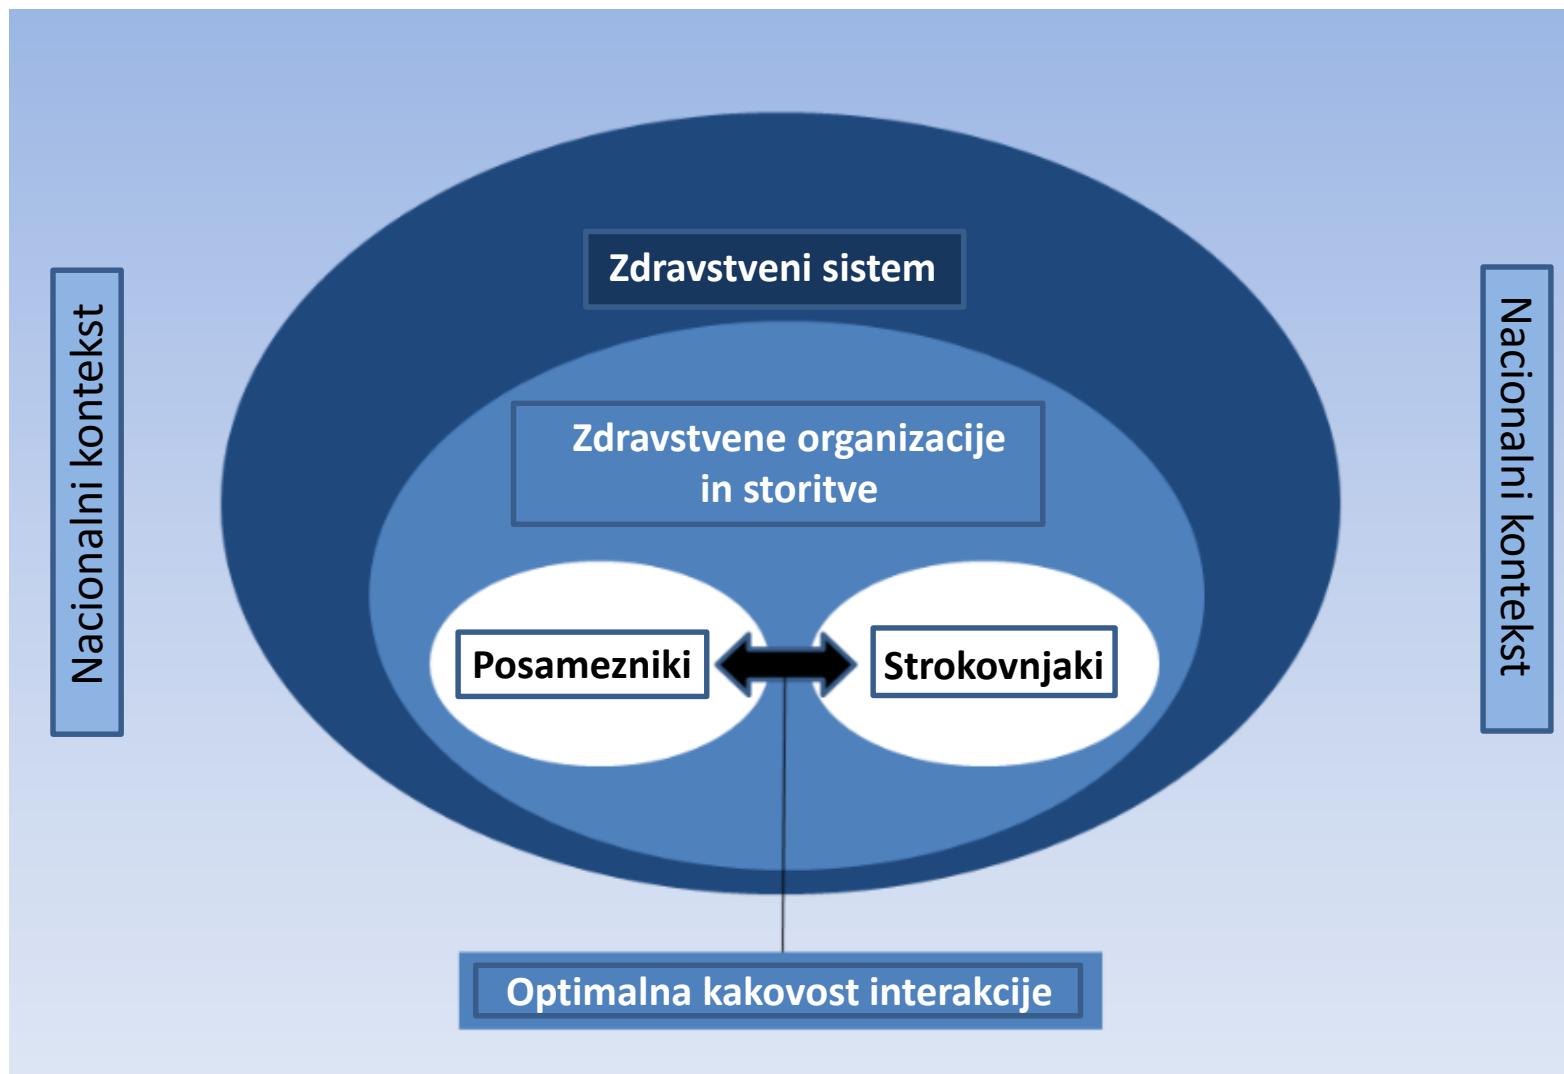 Zdravstveni sistem
Nacionalni kontekst
Nacionalni kontekst
Zdravstvene organizacije
in storitve
Posamezniki
Strokovnjaki
Optimalna kakovost interakcije